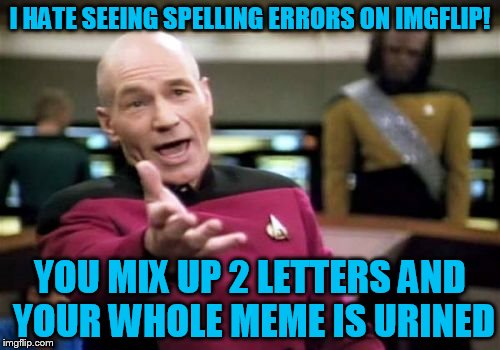 I HATE SEEING SPELLING ERRORS ON IMGFLIP!
YOU MIX UP 2 LETTERS AND
YOUR WHOLE MEME IS URINED
imgflip.com